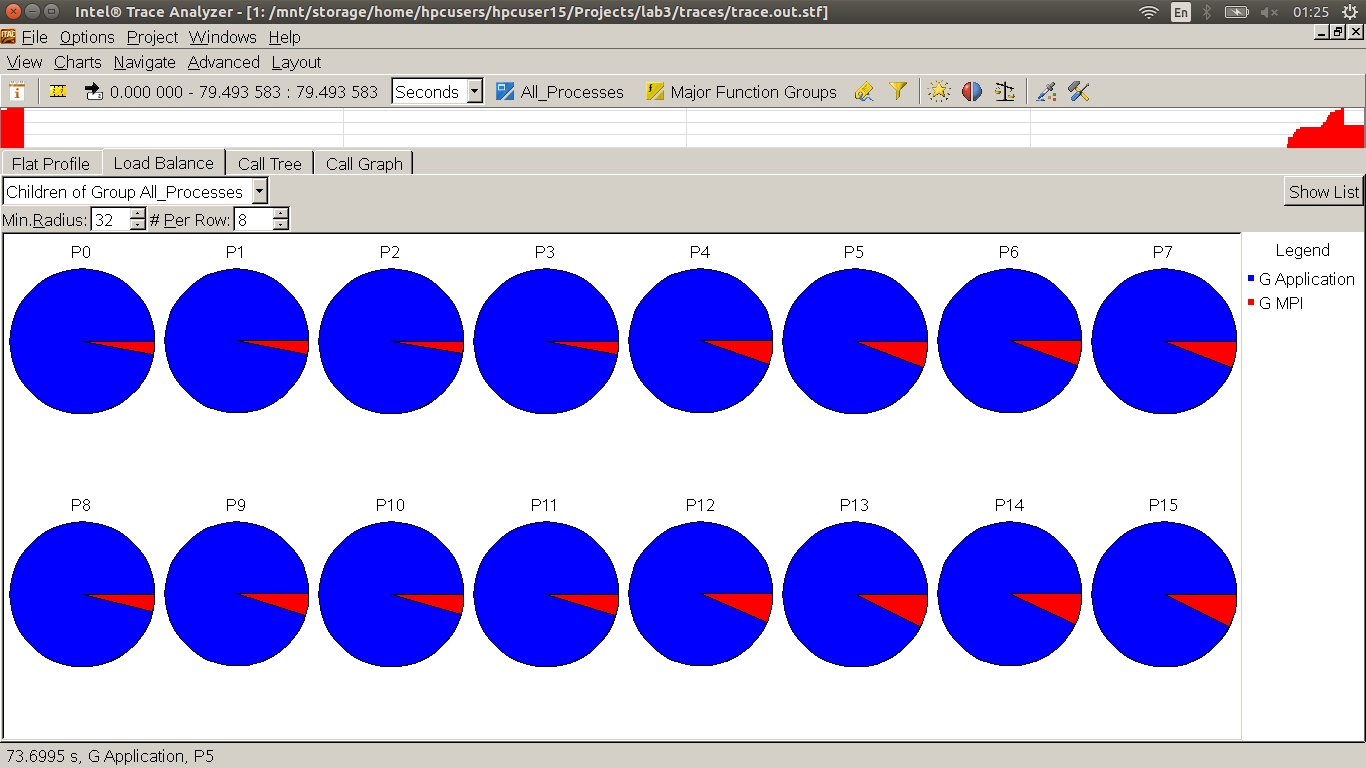 Intel® Trace Analyzer - [1: /mnt/storage/home/hpcusers/hpcuser15/Projects/lab3/traces/trace.out.stf] En 01:25
File Options Project Windows Help
View Charts Navigate Advanced Layout
0.000 000 - 79.493 583 : 79.493 583 Seconds All_Processes Major Function Groups
Flat Profile Load Balance Call Tree Call Graph
Children of Group All_Processes Show List
Min.Radius: 32 # Per Row: 8
P0 P1 P2 P3 P4 P5 P6 P7 Legend
G Application
G MPI
P8 P9 P10 P11 P12 P13 P14 P15
73.6995 s, G Application, P5